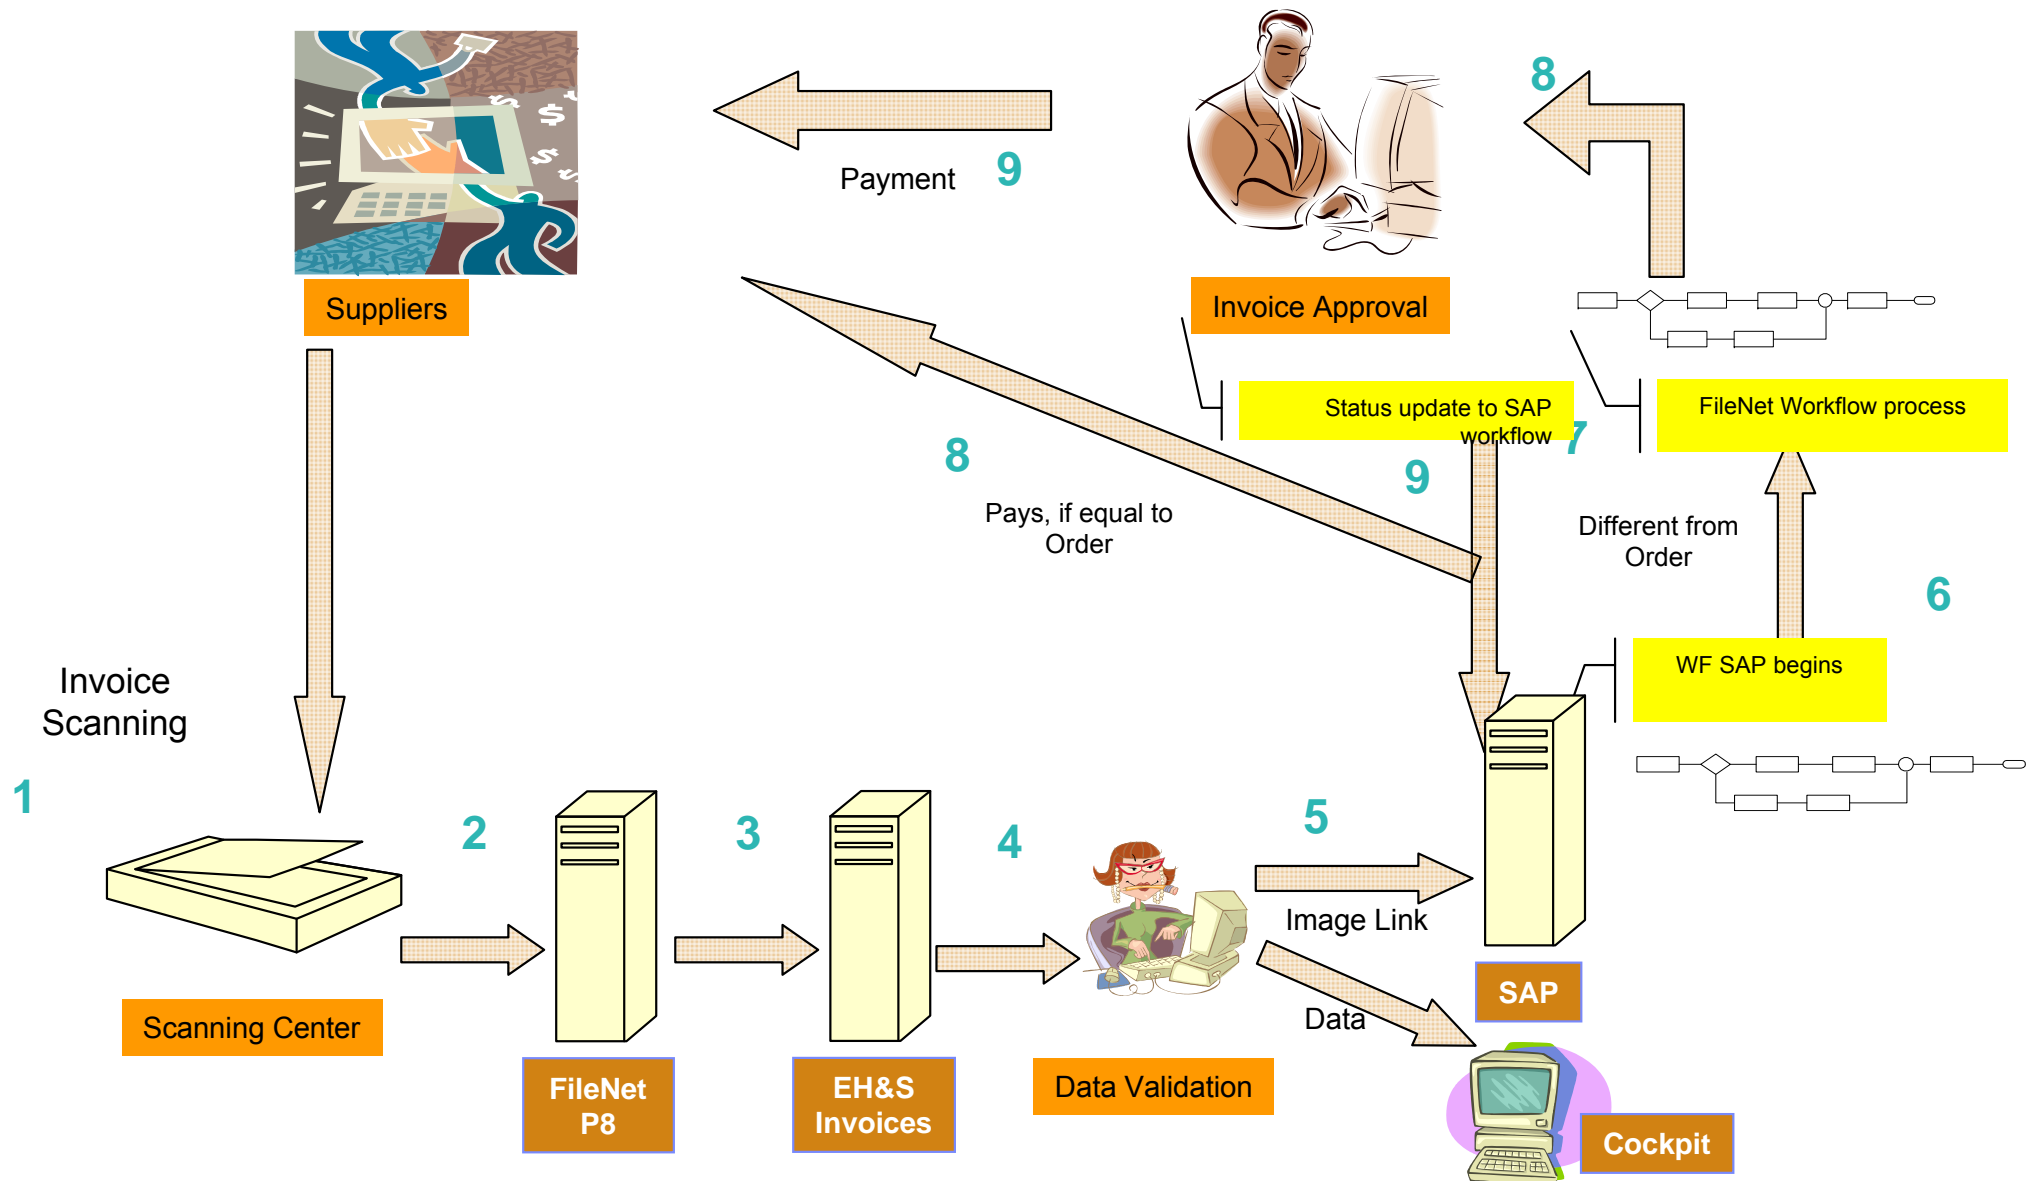 8
Payment
9
Suppliers
Invoice Approval
Status update to SAP
workflow
7
FileNet Workflow process
8
9
Pays, if equal to
Order
Different from
Order
6
Invoice
Scanning
WF SAP begins
1
2
3
4
5
Image Link
SAP
Data
Scanning Center
FileNet
P8
EH&S
Invoices
Data Validation
Cockpit